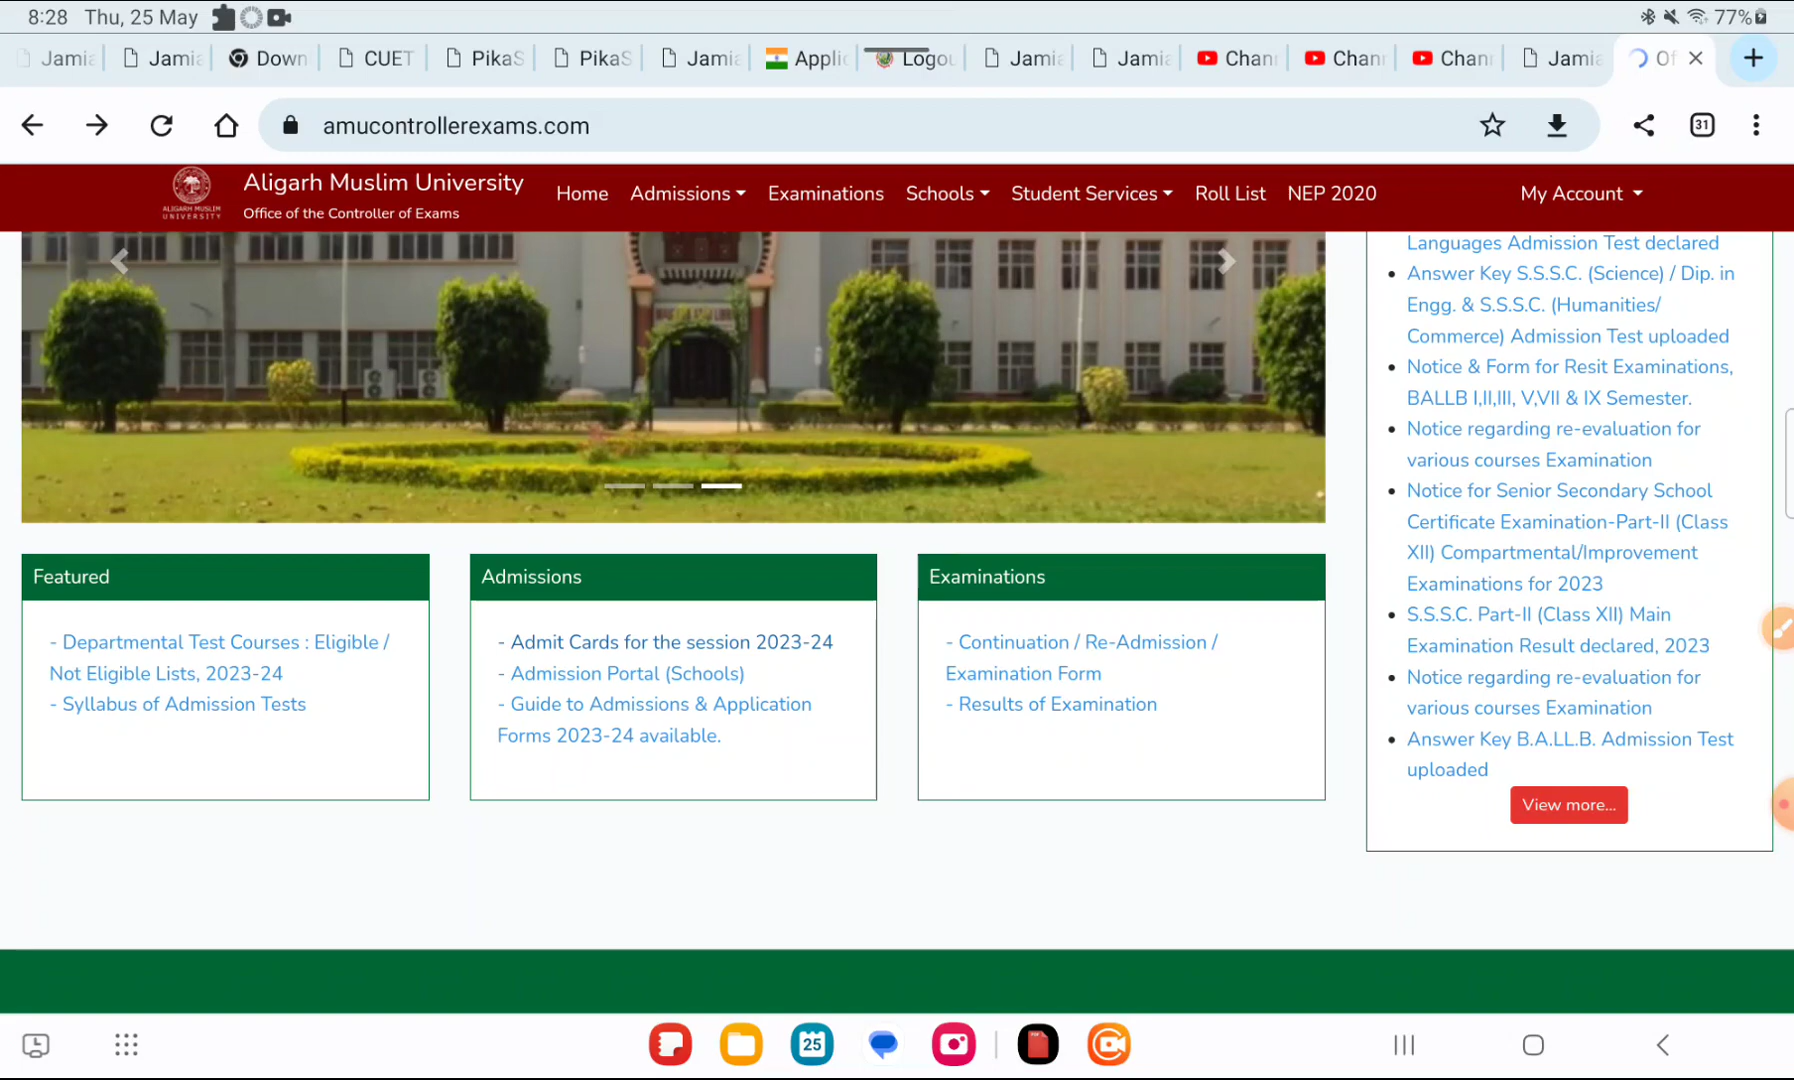 8:28 Thu, 25 May 77%
Jamia Jamia Down CUET PikaS PikaS Jamia Applic Logou Jamia Jamia Chann Chann Chann Jamia Of
amucontrollerexams.com 31
Aligarh Muslim University
Office of the Controller of Exams
ALIGARH MUSLIM
UNIVERSITY
Home Admissions Examinations Schools Student Services Roll List NEP 2020 My Account
Featured
- Departmental Test Courses : Eligible /
Not Eligible Lists, 2023-24
- Syllabus of Admission Tests
Admissions
- Admit Cards for the session 2023-24
- Admission Portal (Schools)
- Guide to Admissions & Application
Forms 2023-24 available.
Examinations
- Continuation / Re-Admission /
Examination Form
- Results of Examination
Languages Admission Test declared
Answer Key S.S.S.C. (Science) / Dip. in
Engg. & S.S.S.C. (Humanities/
Commerce) Admission Test uploaded
Notice & Form for Resit Examinations,
BALLB I,II,III, V,VII & IX Semester.
Notice regarding re-evaluation for
various courses Examination
Notice for Senior Secondary School
Certificate Examination-Part-II (Class
XII) Compartmental/Improvement
Examinations for 2023
S.S.S.C. Part-II (Class XII) Main
Examination Result declared, 2023
Notice regarding re-evaluation for
various courses Examination
Answer Key B.A.LL.B. Admission Test
uploaded
View more...
25